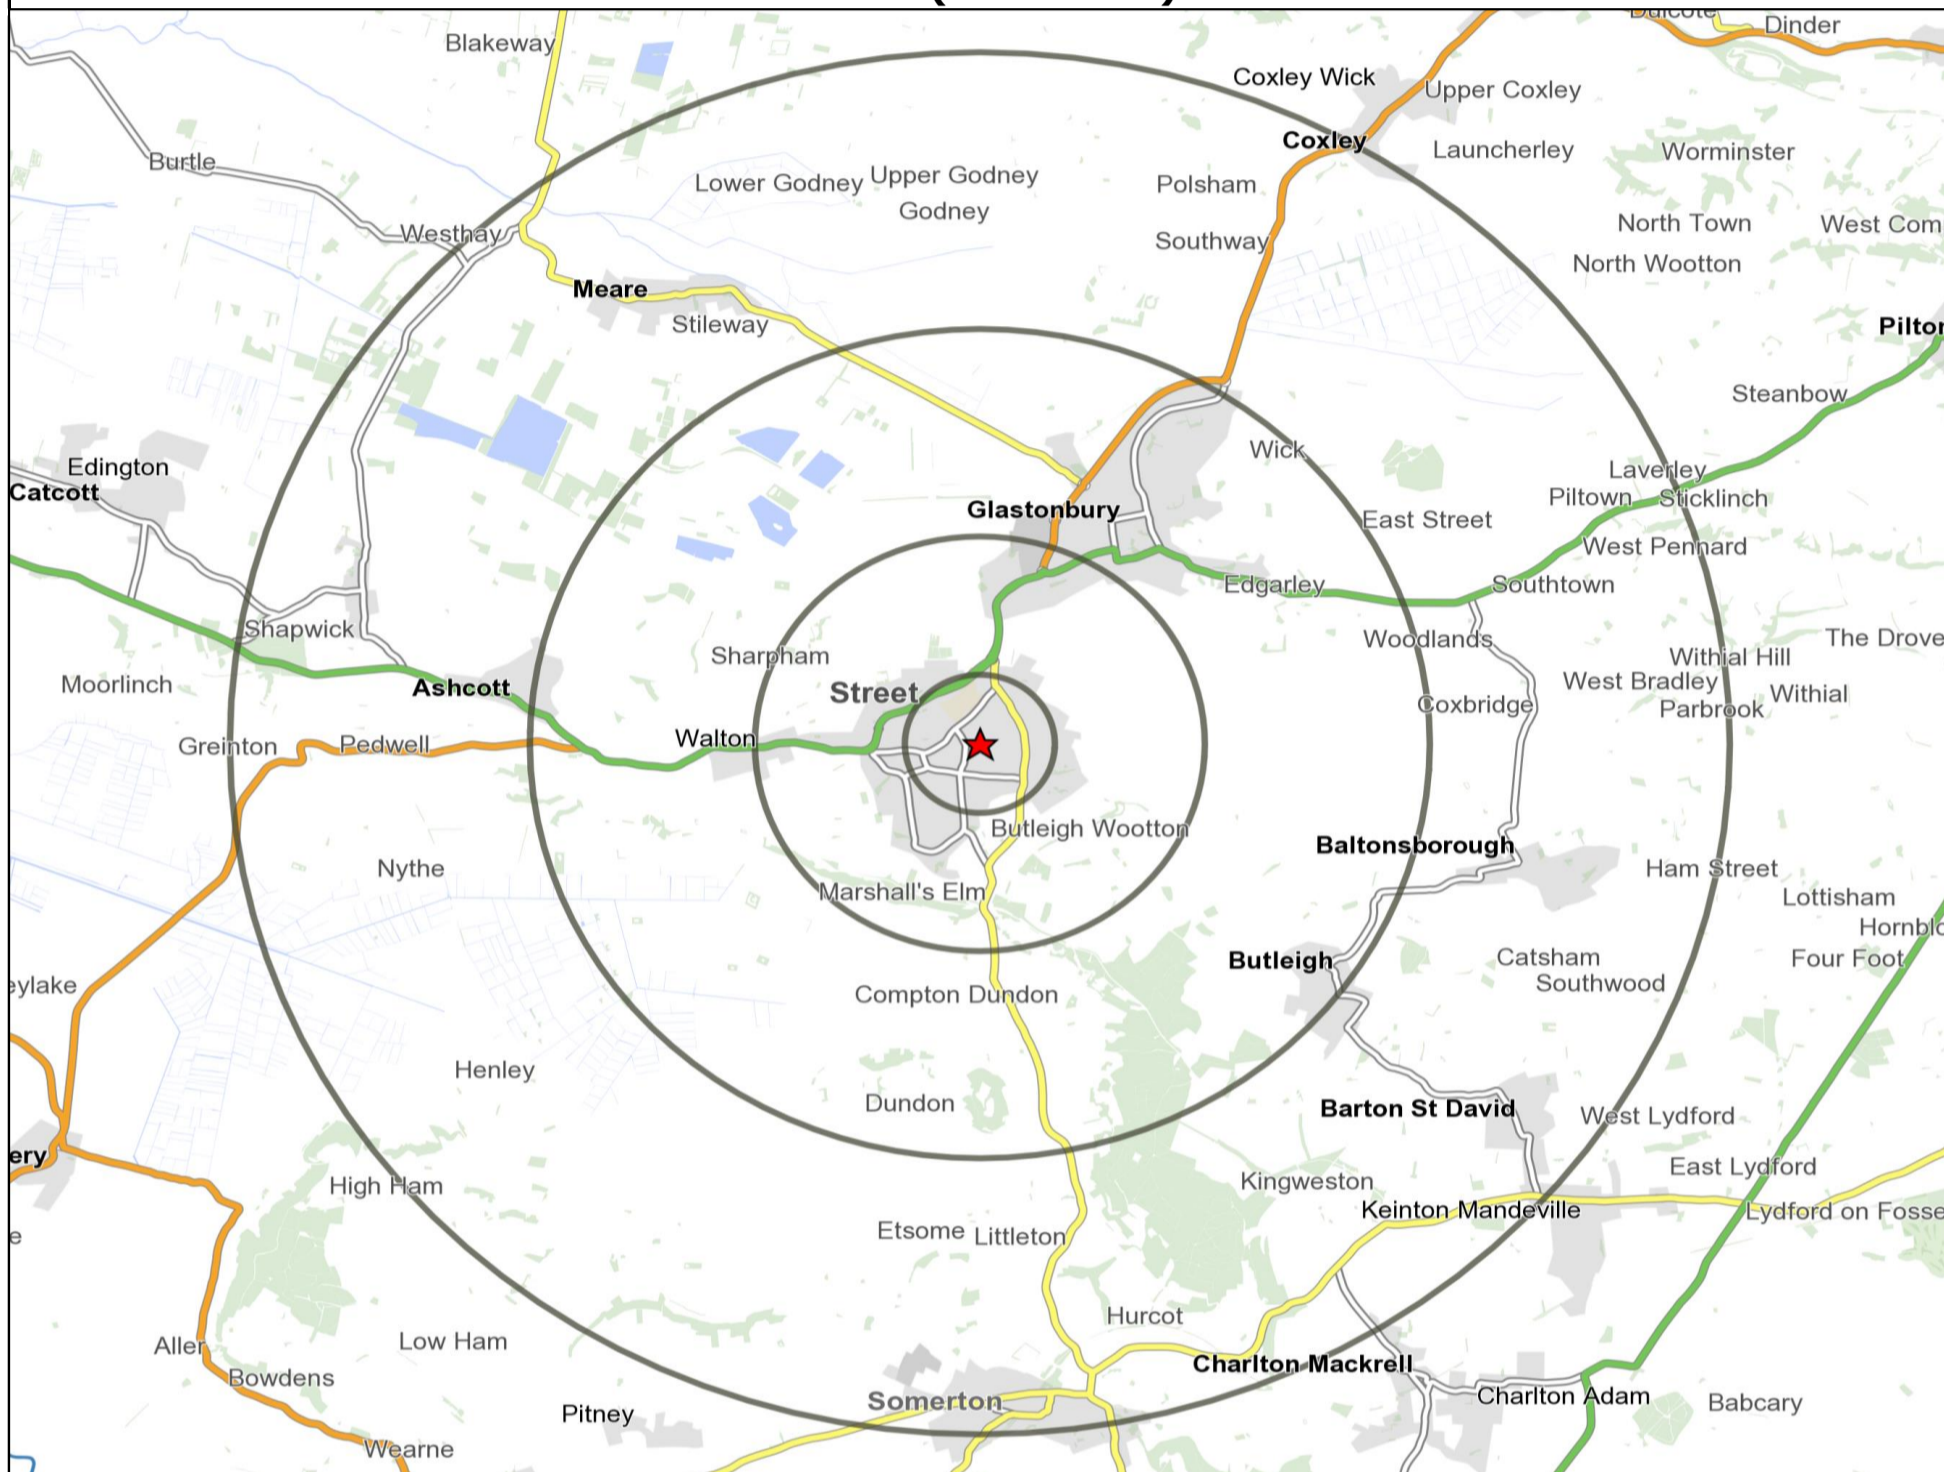 Dinder
Blakeway
Coxley Wick
Upper Coxley
Coxley
Launcherley
Worminster
Burtle
Lower Godney
Upper Godney
Polsham
Godney
North Town
West Com
Westhay
Southway
North Wootton
Meare
Stileway
Steanbow
Wick
Edington
Laverley
Catcott
Piltown
Sticklinch
Glastonbury
East Street
West Pennard
Edgarley
Southtown
Shapwick
Woodlands
The Drove
Sharpham
Withial Hill
Moorlinch
Ashcott
Street
West Bradley
Withial
Coxbridge
Parbrook
Greinton
Pedwell
Walton
Butleigh Wootton
Baltonsborough
Nythe
Ham Street
Marshall's Elm
Lottisham
Hornblo
Butleigh
Catsham
Four Foot
eylake
Southwood
Compton Dundon
Henley
Dundon
Barton St David
West Lydford
ery
East Lydford
High Ham
Kingweston
Keinton Mandeville
Lydford on Fosse
e
Etsome
Littleton
Hurcot
Aller
Low Ham
Charlton Mackrell
Bowdens
Somerton
Charlton Adam
Babcary
Pitney
Wearne